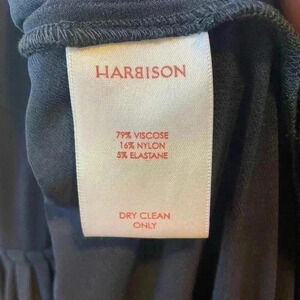 HARBISON
79% VISCOSE
16% NYLON
5% ELASTANE
DRY CLEAN
ONLY